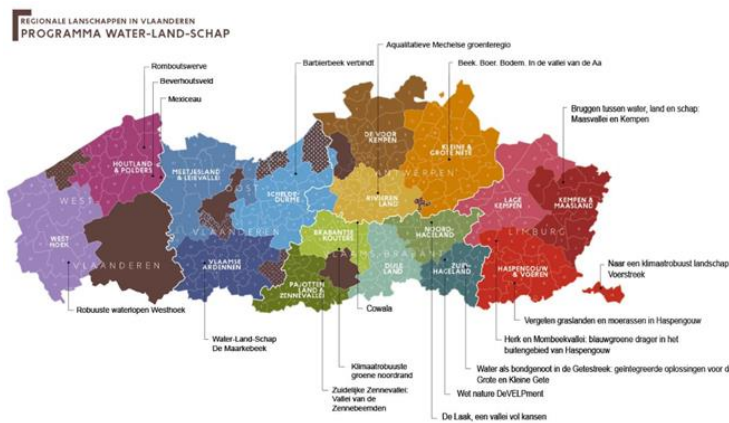 REGIONALE LANSCHAPPEN IN VLAANDEREN
PROGRAMMA WATER-LAND-SCHAP
Aqualitatieve Mechelse groenteregio
Romboutswerve
Barbierbeek verbindt
Beek. Boer. Bodem. In de vallei van de Aa
Beverhoutsveld
Mexiceau
Bruggen tussen water, land en schap:
Maasvallei en Kempen
HOUTLAND
& POLDERS
MEETJESLAND
& LEIEVALLEI
DE VOOR
KEMPEN
KLEINE &
GROTE NETE
ANTWERPEN
OOST
SCHELDE-
DURME
RIVIEREN
LAND
LAGE
KEMPEN
KEMPEN &
MAASLAND
WEST
WEST
HOEK
VLAANDEREN
VLAANDEREN
BRABANTSE
KOUTERS
NOORD-
HAGELAND
LIMBURG
VLAAMSE
ARDENNEN
DIJLE
LAND
ZUID-
HAGELAND
HASPENGOUW
& VOEREN
PAJOTTEN
LAND &
ZENNEVALLEI
Naar een klimaatrobuust landschap
Voerstreek
Robuuste waterlopen Westhoek
Cowala
Vergeten graslanden en moerassen in Haspengouw
Water-Land-Schap
De Maarkebeek
Herk en Mombeekvallei: blauwgroene drager in het
buitengebied van Haspengouw
Klimaatrobuuste
groene noordrand
Water als bondgenoot in de Getestreek: geïntegreerde oplossingen voor d
Grote en Kleine Gete
Zuidelijke Zennevallei:
Vallei van de
Zennebeemden
Wet nature DeVELPment
De Laak, een vallei vol kansen